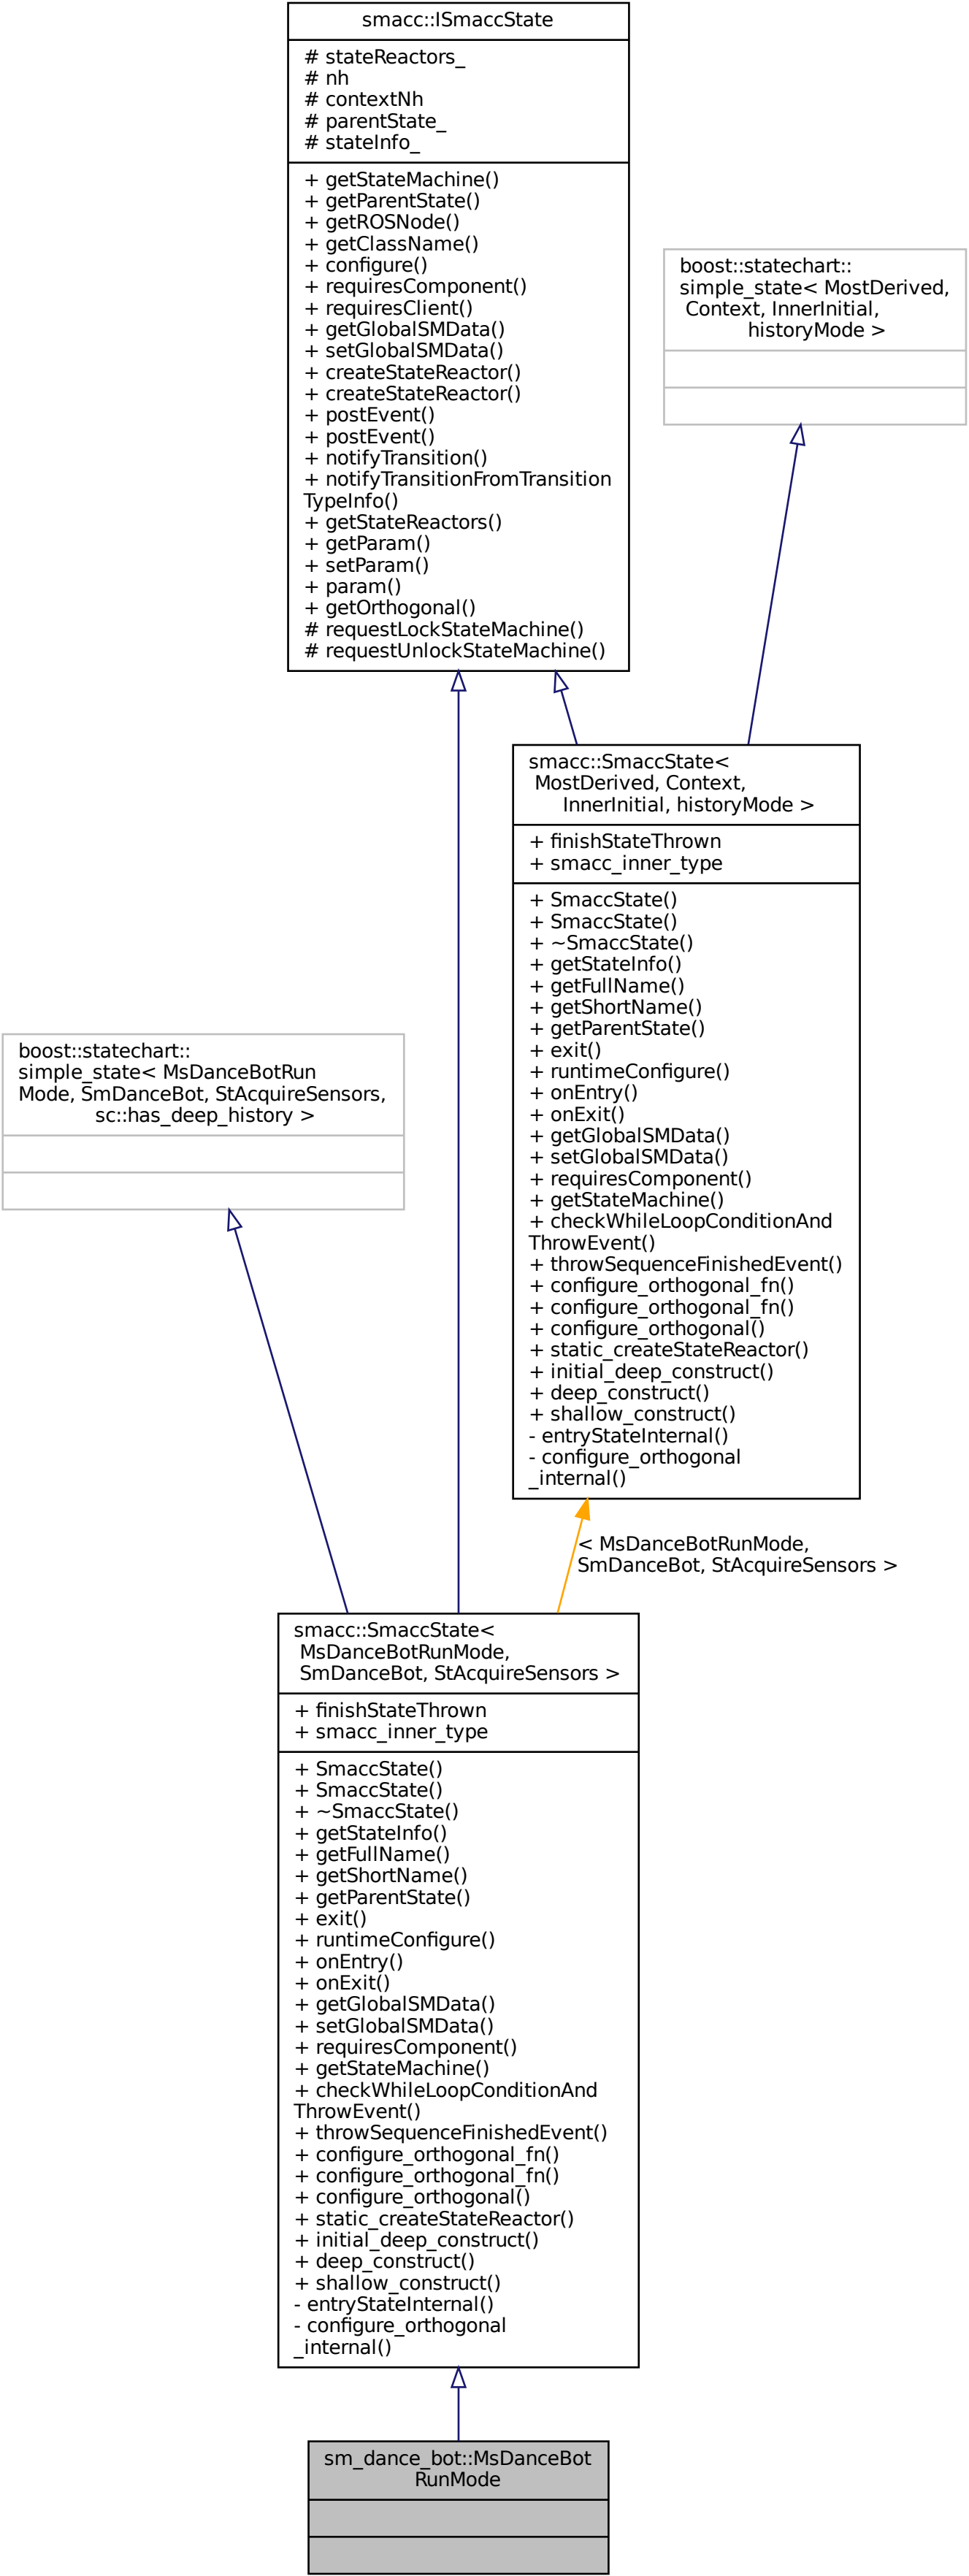 smacc::ISmaccState
# stateReactors_
# nh
# contextNh
# parentState_
# stateInfo_
+ getStateMachine()
+ getParentState()
+ getROSNode()
+ getClassName()
+ configure()
+ requiresComponent()
+ requiresClient()
+ getGlobalSMData()
+ setGlobalSMData()
+ createStateReactor()
+ createStateReactor()
+ postEvent()
+ postEvent()
+ notifyTransition()
+ notifyTransitionFromTransition
TypeInfo()
+ getStateReactors()
+ getParam()
+ setParam()
+ param()
+ getOrthogonal()
# requestLockStateMachine()
# requestUnlockStateMachine()
boost::statechart::
simple_state< MostDerived,
Context, InnerInitial,
historyMode >
smacc::SmaccState<
MostDerived, Context,
InnerInitial, historyMode >
+ finishStateThrown
+ smacc_inner_type
+ SmaccState()
+ SmaccState()
+ ~SmaccState()
+ getStateInfo()
+ getFullName()
+ getShortName()
+ getParentState()
+ exit()
+ runtimeConfigure()
+ onEntry()
+ onExit()
+ getGlobalSMData()
+ setGlobalSMData()
+ requiresComponent()
+ getStateMachine()
+ checkWhileLoopConditionAnd
ThrowEvent()
+ throwSequenceFinishedEvent()
+ configure_orthogonal_fn()
+ configure_orthogonal_fn()
+ configure_orthogonal()
+ static_createStateReactor()
+ initial_deep_construct()
+ deep_construct()
+ shallow_construct()
- entryStateInternal()
- configure_orthogonal
_internal()
boost::statechart::
simple_state< MsDanceBotRun
Mode, SmDanceBot, StAcquireSensors,
sc::has_deep_history >
< MsDanceBotRunMode,
SmDanceBot, StAcquireSensors >
smacc::SmaccState<
MsDanceBotRunMode,
SmDanceBot, StAcquireSensors >
+ finishStateThrown
+ smacc_inner_type
+ SmaccState()
+ SmaccState()
+ ~SmaccState()
+ getStateInfo()
+ getFullName()
+ getShortName()
+ getParentState()
+ exit()
+ runtimeConfigure()
+ onEntry()
+ onExit()
+ getGlobalSMData()
+ setGlobalSMData()
+ requiresComponent()
+ getStateMachine()
+ checkWhileLoopConditionAnd
ThrowEvent()
+ throwSequenceFinishedEvent()
+ configure_orthogonal_fn()
+ configure_orthogonal_fn()
+ configure_orthogonal()
+ static_createStateReactor()
+ initial_deep_construct()
+ deep_construct()
+ shallow_construct()
- entryStateInternal()
- configure_orthogonal
_internal()
sm_dance_bot::MsDanceBot
RunMode